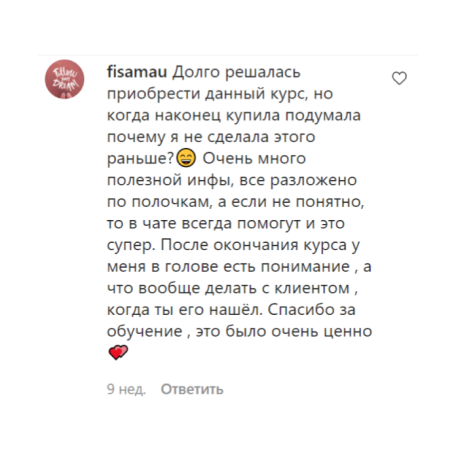 fisamau Долго решалась
приобрести данный курс, но
когда наконец купила подумала
почему я не сделала этого
раньше?😄 Очень много
полезной инфы, все разложено
по полочкам, а если не понятно,
то в чате всегда помогут и это
супер. После окончания курса у
меня в голове есть понимание , а
что вообще делать с клиентом ,
когда ты его нашёл. Спасибо за
обучение , это было очень ценно
💕
9 нед. Ответить